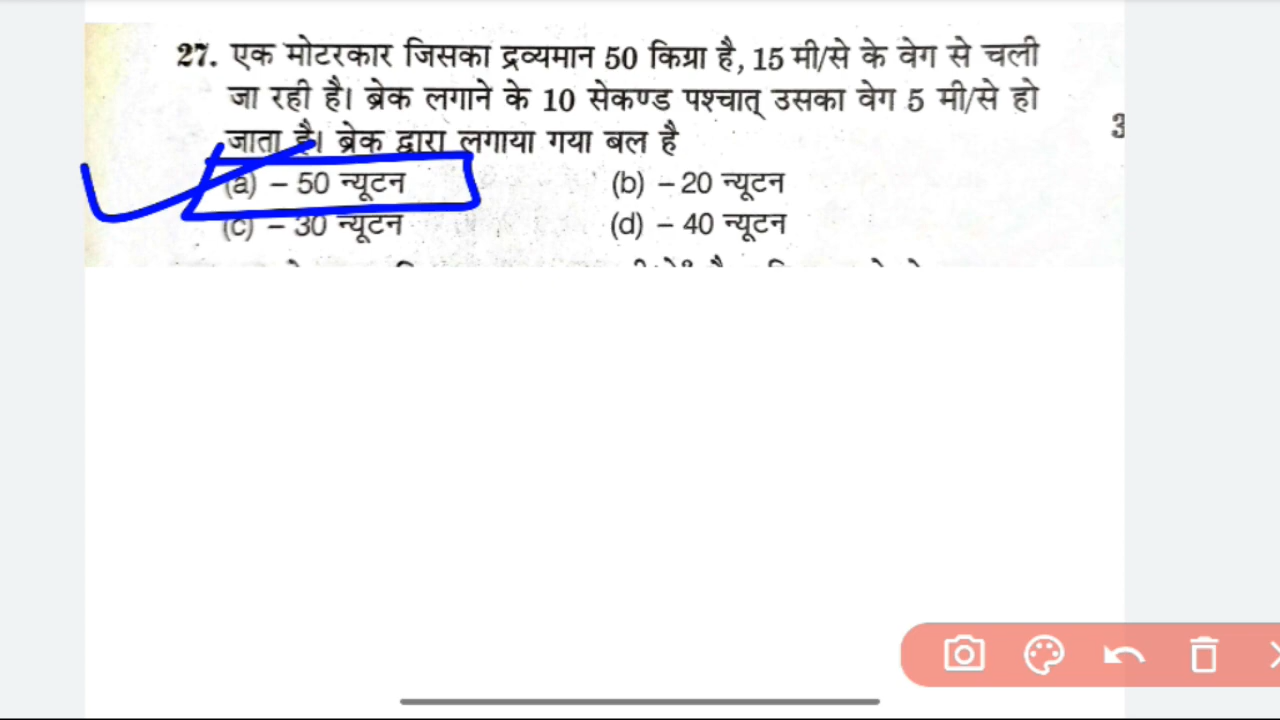 27. एक मोटरकार जिसका द्रव्यमान 50 किग्रा है, 15 मी/से के वेग से चली
जा रही है। ब्रेक लगाने के 10 सेकण्ड पश्चात् उसका वेग 5 मी/से हो
जाता है। ब्रेक द्वारा लगाया गया बल है
3
(a) – 50 न्यूटन (b) – 20 न्यूटन
(c) – 30 न्यूटन (d) – 40 न्यूटन